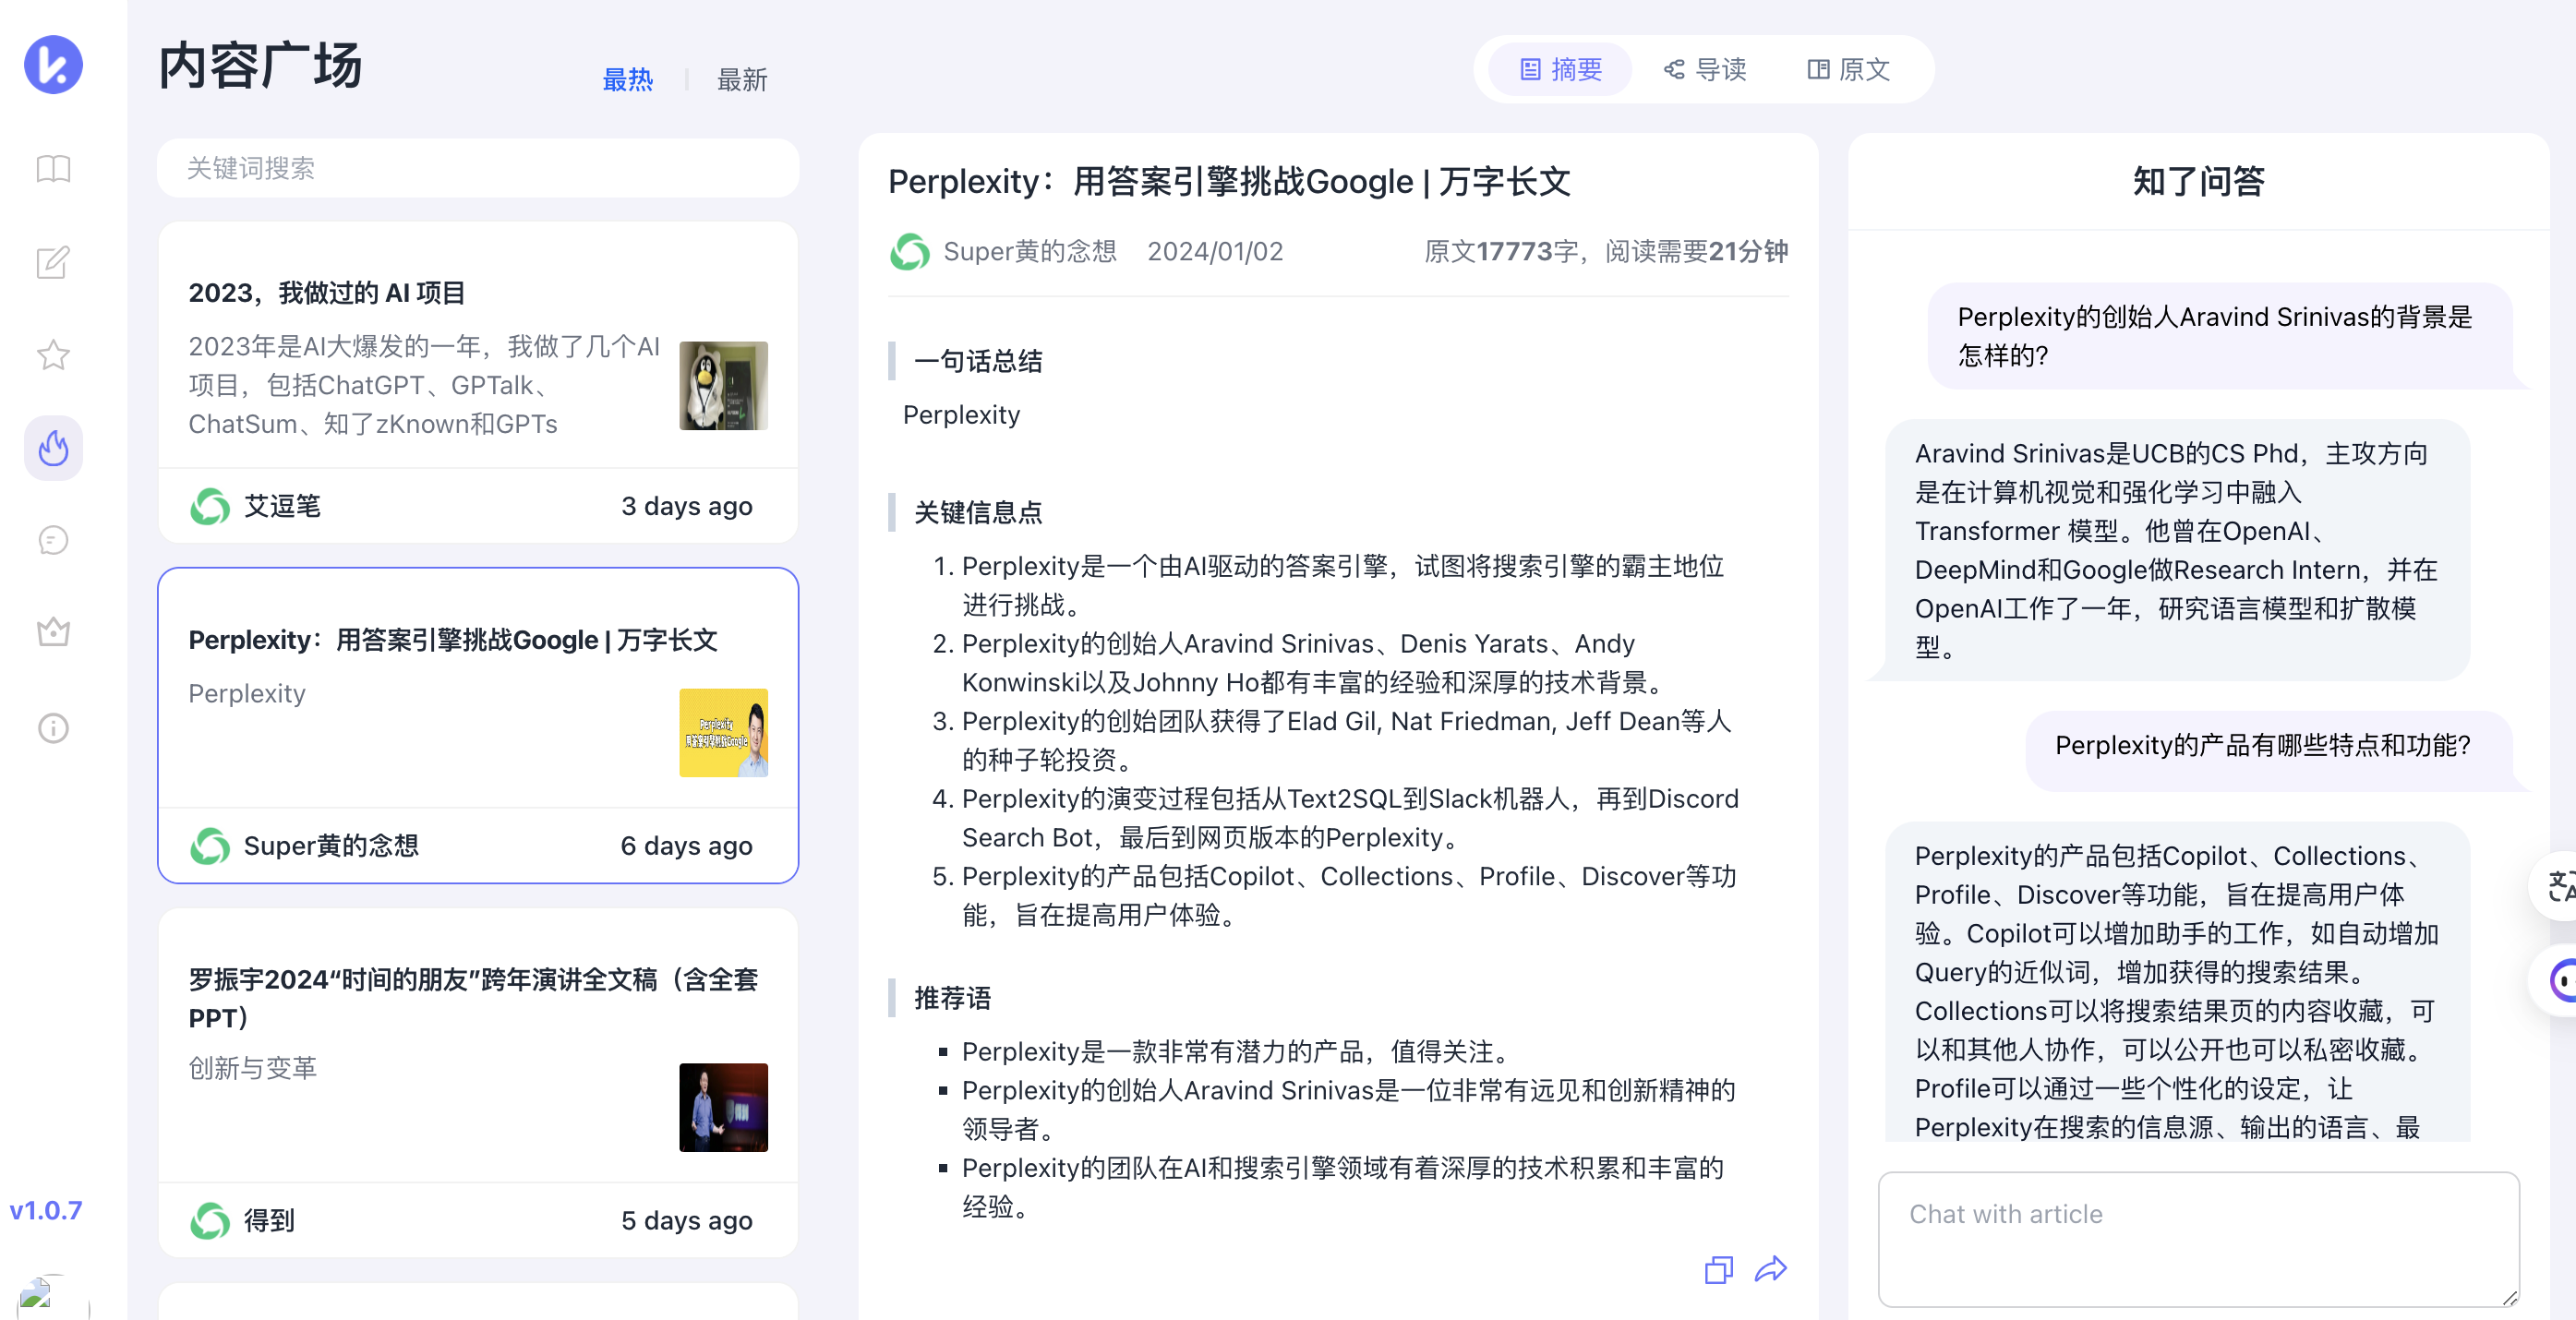 内容广场
最热
最新
关键词搜索
2023，我做过的 AI 项目
2023年是AI大爆发的一年，我做了几个AI
项目，包括ChatGPT、GPTalk、
ChatSum、知了zKnown和GPTs
艾逗笔
3 days ago
Perplexity：用答案引擎挑战Google | 万字长文
Perplexity
Perplexity
用答案引擎挑战Google
Super黄的念想
6 days ago
罗振宇2024“时间的朋友”跨年演讲全文稿（含全套
PPT）
创新与变革
得到
5 days ago
v1.0.7
摘要
导读
原文
Perplexity：用答案引擎挑战Google | 万字长文
Super黄的念想
2024/01/02
原文17773字，阅读需要21分钟
一句话总结
Perplexity
关键信息点
1. Perplexity是一个由AI驱动的答案引擎，试图将搜索引擎的霸主地位
进行挑战。
2. Perplexity的创始人Aravind Srinivas、Denis Yarats、Andy
Konwinski以及Johnny Ho都有丰富的经验和深厚的技术背景。
3. Perplexity的创始团队获得了Elad Gil, Nat Friedman, Jeff Dean等人
的种子轮投资。
4. Perplexity的演变过程包括从Text2SQL到Slack机器人，再到Discord
Search Bot，最后到网页版本的Perplexity。
5. Perplexity的产品包括Copilot、Collections、Profile、Discover等功
能，旨在提高用户体验。
推荐语
Perplexity是一款非常有潜力的产品，值得关注。
Perplexity的创始人Aravind Srinivas是一位非常有远见和创新精神的
领导者。
Perplexity的团队在AI和搜索引擎领域有着深厚的技术积累和丰富的
经验。
知了问答
Perplexity的创始人Aravind Srinivas的背景是
怎样的?
Aravind Srinivas是UCB的CS Phd，主攻方向
是在计算机视觉和强化学习中融入
Transformer 模型。他曾在OpenAI、
DeepMind和Google做Research Intern，并在
OpenAI工作了一年，研究语言模型和扩散模
型。
Perplexity的产品有哪些特点和功能?
Perplexity的产品包括Copilot、Collections、
Profile、Discover等功能，旨在提高用户体
验。Copilot可以增加助手的工作，如自动增加
Query的近似词，增加获得的搜索结果。
Collections可以将搜索结果页的内容收藏，可
以和其他人协作，可以公开也可以私密收藏。
Profile可以通过一些个性化的设定，让
Perplexity在搜索的信息源、输出的语言、最
Chat with article